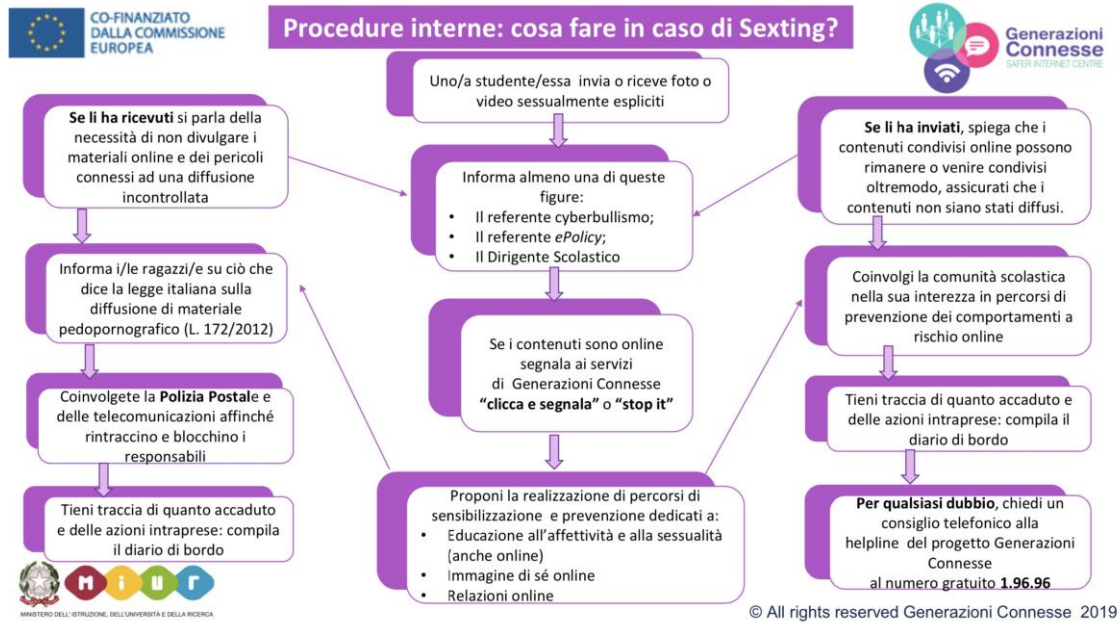 CO-FINANZIATO
DALLA COMMISSIONE
EUROPEA
Procedure interne: cosa fare in caso di Sexting?
Generazioni
Connesse
SAFER INTERNET CENTRE
Uno/a studente/essa invia o riceve foto o
video sessualmente espliciti
Se li ha ricevuti si parla della
necessità di non divulgare i
materiali online e dei pericoli
connessi ad una diffusione
incontrollata
Informa i/le ragazzi/e su ciò che
dice la legge italiana sulla
diffusione di materiale
pedopornografico (L. 172/2012)
Coinvolgete la Polizia Postale e
delle telecomunicazioni affinché
rintraccino e blocchino i
responsabili
Tieni traccia di quanto accaduto
e delle azioni intraprese: compila
il diario di bordo
Informa almeno una di queste
figure:
• Il referente cyberbullismo;
• Il referente ePolicy;
• Il Dirigente Scolastico
Se i contenuti sono online
segnala ai servizi
di Generazioni Connesse
“clicca e segnala” o “stop it”
Proponi la realizzazione di percorsi di
sensibilizzazione e prevenzione dedicati a:
• Educazione all’affettività e alla sessualità
(anche online)
• Immagine di sé online
• Relazioni online
Se li ha inviati, spiega che i
contenuti condivisi online possono
rimanere o venire condivisi
oltremodo, assicurati che i
contenuti non siano stati diffusi.
Coinvolgi la comunità scolastica
nella sua interezza in percorsi di
prevenzione dei comportamenti a
rischio online
Tieni traccia di quanto accaduto e
delle azioni intraprese: compila il
diario di bordo
Per qualsiasi dubbio, chiedi un
consiglio telefonico alla
helpline del progetto Generazioni
Connesse
al numero gratuito 1.96.96
miur
MINISTERO DELL' ISTRUZIONE, DELL'UNIVERSITÀ E DELLA RICERCA
© All rights reserved Generazioni Connesse 2019